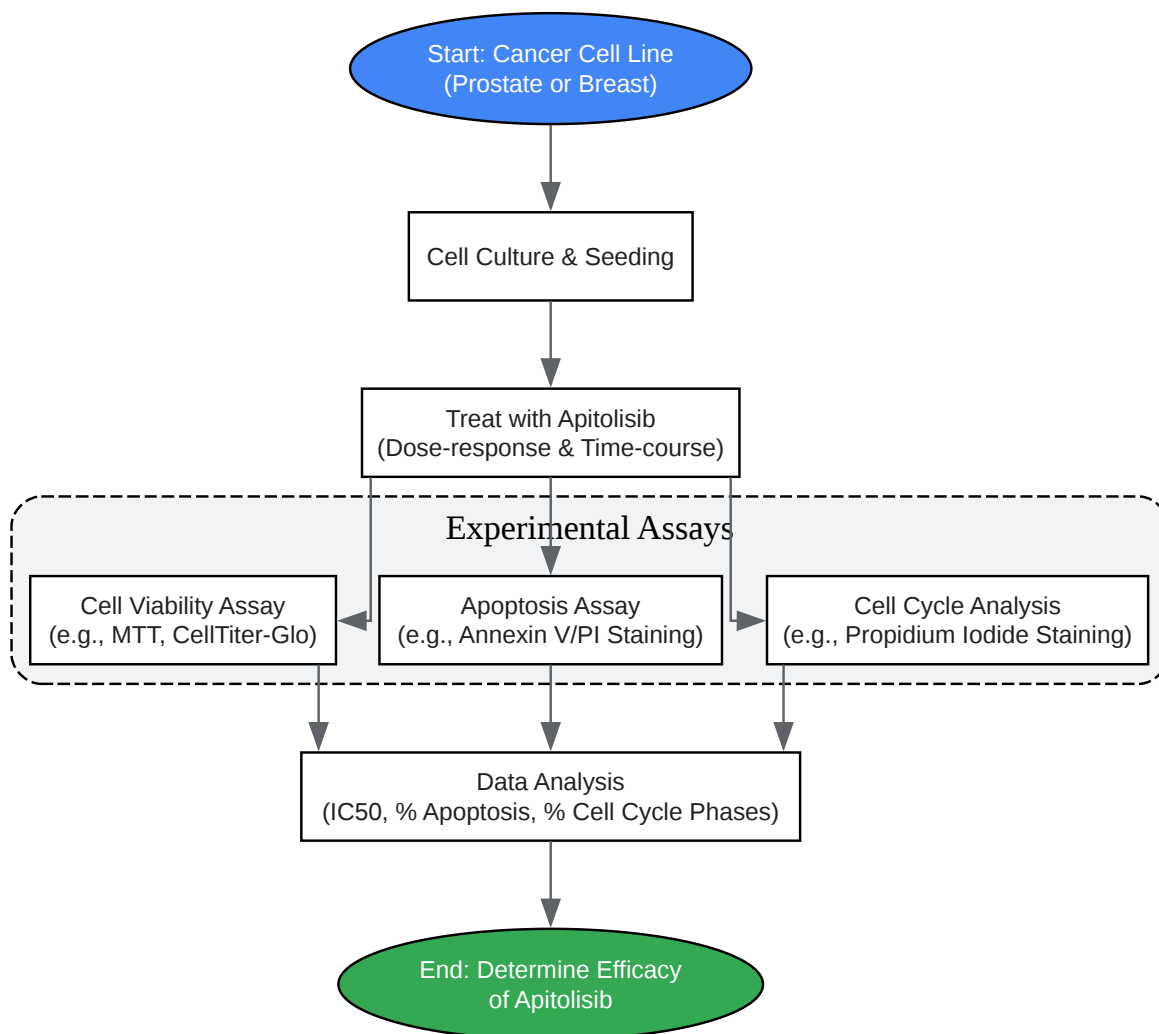 Start: Cancer Cell Line
(Prostate or Breast)
Cell Culture & Seeding
Treat with Apitolisib
(Dose-response & Time-course)
Experimental Assays
Cell Viability Assay
(e.g., MTT, CellTiter-Glo)
Apoptosis Assay
(e.g., Annexin V/PI Staining)
Cell Cycle Analysis
(e.g., Propidium Iodide Staining)
Data Analysis
(IC50, % Apoptosis, % Cell Cycle Phases)
End: Determine Efficacy
of Apitolisib